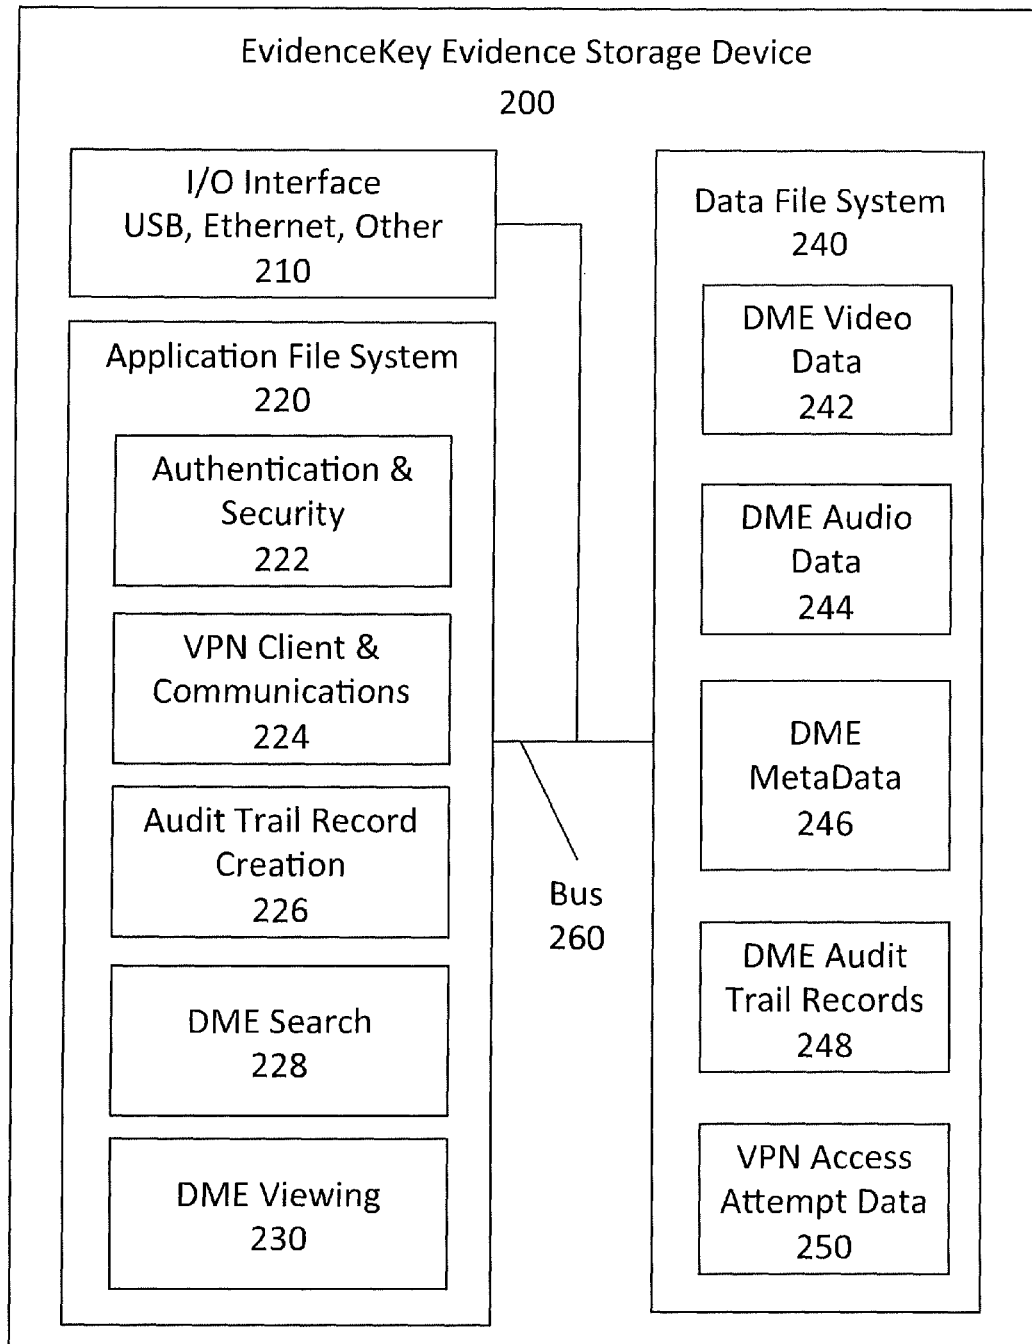 EvidenceKey Evidence Storage Device
200
I/O Interface
USB, Ethernet, Other
210
Application File System
220
Authentication &
Security
222
VPN Client &
Communications
224
Audit Trail Record
Creation
226
DME Search
228
DME Viewing
230
Bus
260
Data File System
240
DME Video
Data
242
DME Audio
Data
244
DME
MetaData
246
DME Audit
Trail Records
248
VPN Access
Attempt Data
250